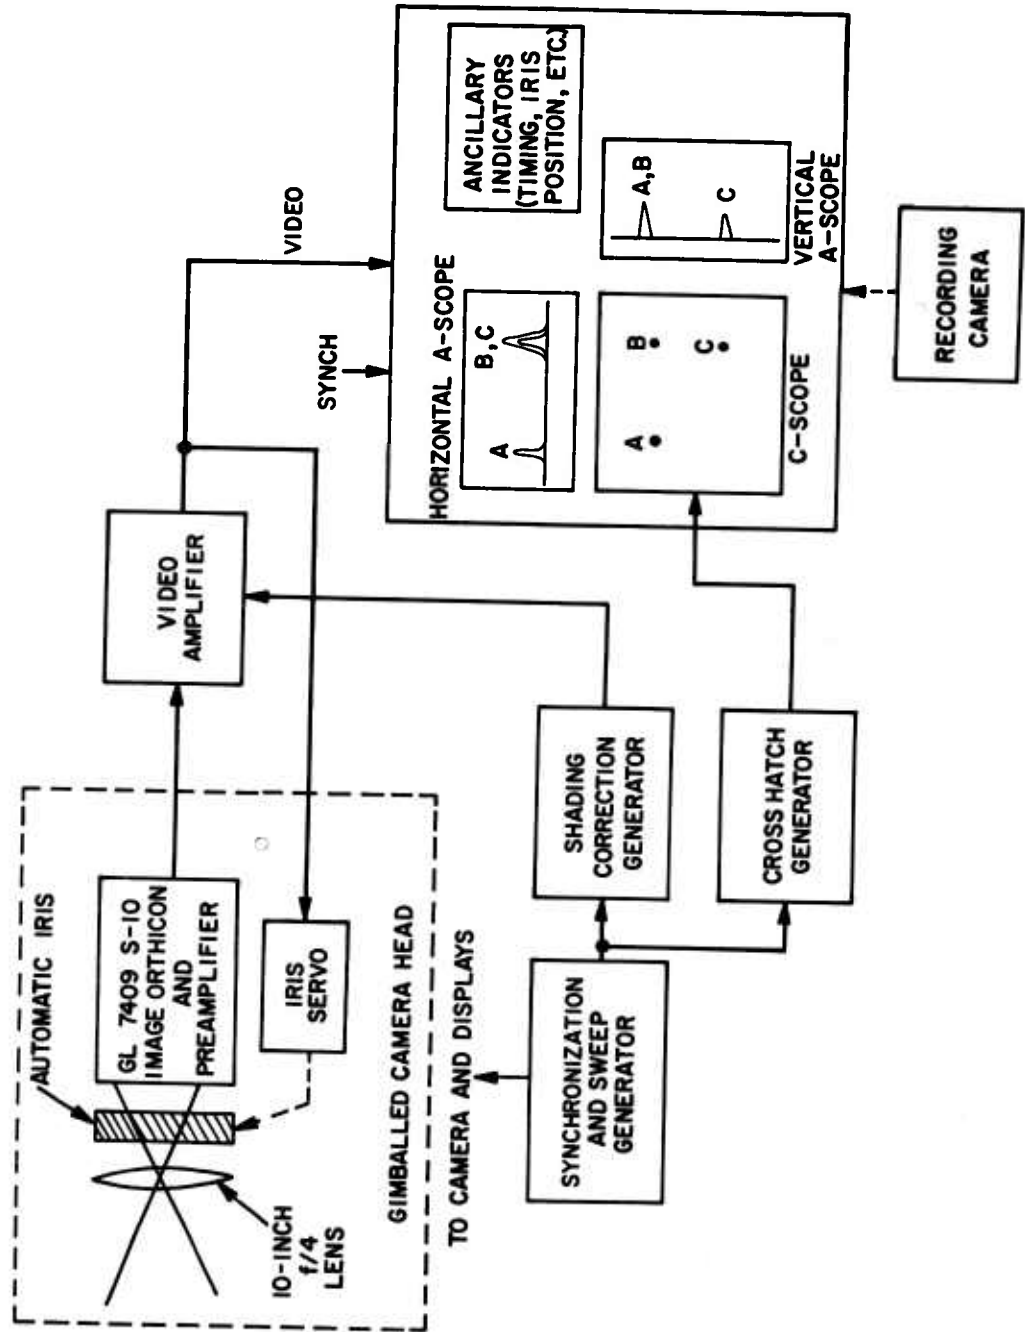 AUTOMATIC IRIS
GL 7409 S-10
IMAGE ORTHICON
AND
PREAMPLIFIER
10-INCH
f/4
LENS
IRIS
SERVO
GIMBALLED CAMERA HEAD
VIDEO
AMPLIFIER
SYNCH
VIDEO
TO CAMERA AND DISPLAYS
SYNCHRONIZATION
AND SWEEP
GENERATOR
SHADING
CORRECTION
GENERATOR
CROSS HATCH
GENERATOR
HORIZONTAL A-SCOPE
A
B,C
ANCILLARY
INDICATORS
(TIMING, IRIS
POSITION, ETC.)
A
B
C
C-SCOPE
A,B
C
VERTICAL
A-SCOPE
RECORDING
CAMERA